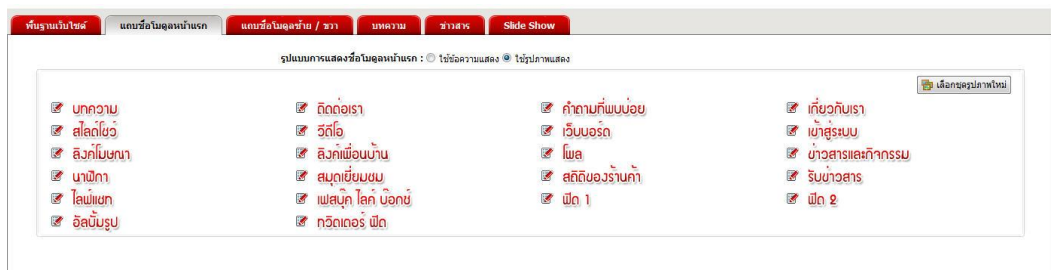 พื้นฐานเว็บไซต์ แถบชื่อโมดูลหน้าแรก แถบชื่อโมดูลซ้าย / ขวา บทความ ข่าวสาร Slide Show
รูปแบบการแสดงชื่อโมดูลหน้าแรก : ใช้ข้อความแสดง ใช้รูปภาพแสดง
เลือกชุดรูปภาพใหม่
บทความ ติดต่อเรา คำถามที่พบบ่อย เกี่ยวกับเรา
สไลด์โชว์ วีดีโอ เว็บบอร์ด เข้าสู่ระบบ
ลิงค์โฆษณา ลิงค์เพื่อนบ้าน โพล ข่าวสารและกิจกรรม
นาฬิกา สมุดเยี่ยมชม สถิติของร้านค้า รับข่าวสาร
ไลฟ์แชท เฟสบุ๊ค ไลค์ บ๊อกซ์ ฟีด 1 ฟีด 2
อัลบั้มรูป ทวิตเตอร์ ฟีด